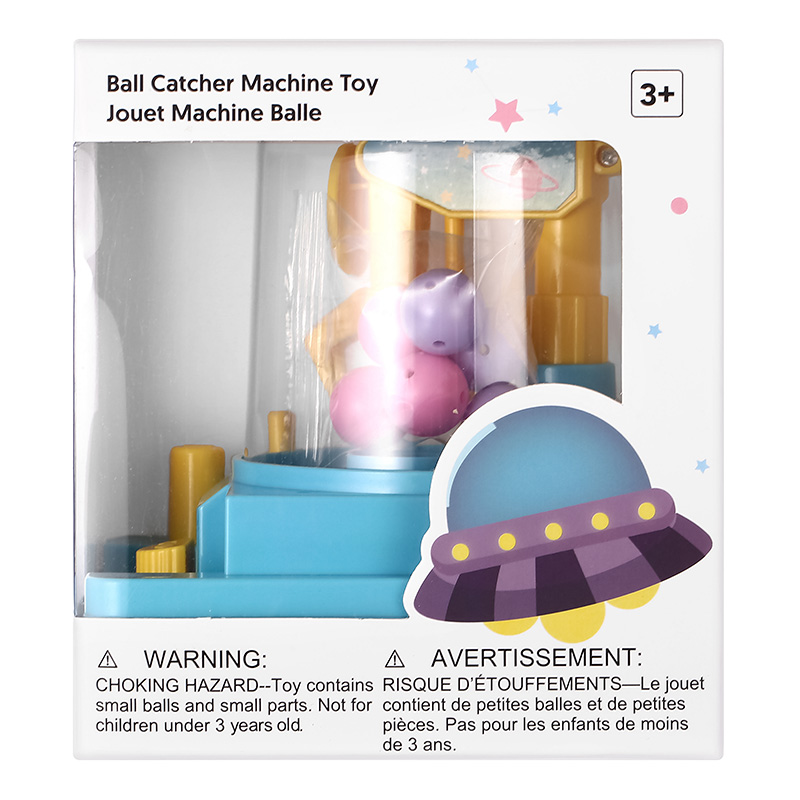 Ball Catcher Machine Toy
Jouet Machine Balle
3+
⚠ WARNING:
CHOKING HAZARD--Toy contains
small balls and small parts. Not for
children under 3 years old.
⚠ AVERTISSEMENT:
RISQUE D'ÉTOUFFEMENTS—Le jouet
contient de petites balles et de petites
pièces. Pas pour les enfants de moins
de 3 ans.